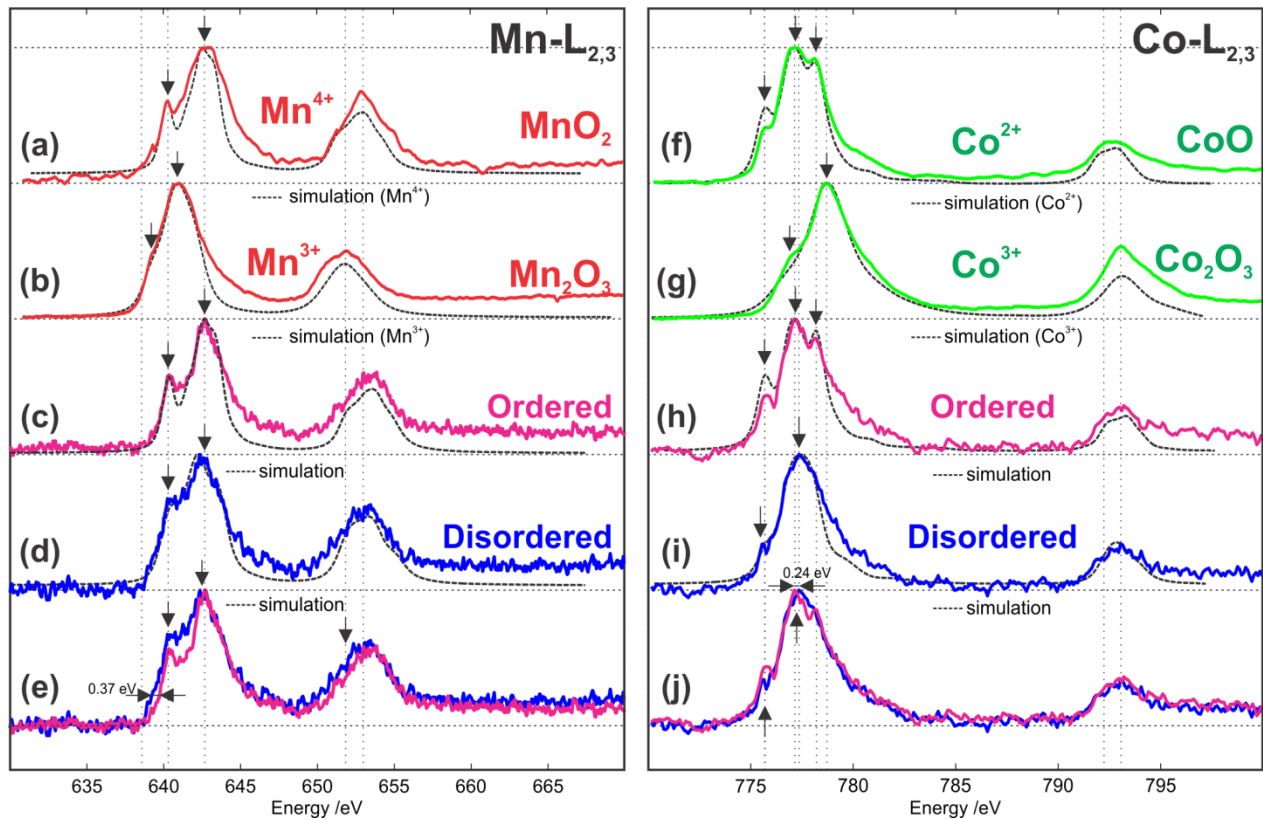 Mn-L2,3
Mn4+
(a)
MnO2
simulation (Mn4+)
Mn3+
(b)
Mn2O3
simulation (Mn3+)
(c)
Ordered
simulation
(d)
Disordered
simulation
(e)
0.37 eV
635 640 645 650 655 660 665
Energy /eV
Co-L2,3
(f)
Co2+
CoO
simulation (Co2+)
(g)
Co3+
Co2O3
simulation (Co3+)
(h)
Ordered
simulation
(i)
Disordered
0.24 eV
simulation
(j)
775 780 785 790 795
Energy /eV